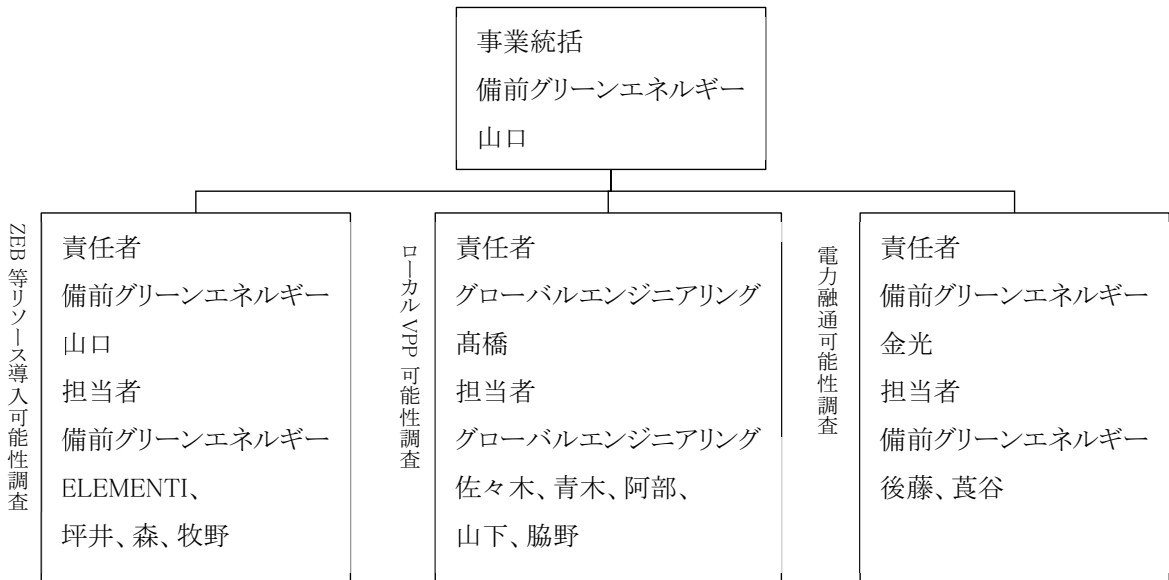 事業統括
備前グリーンエネルギー
山口
ZEB 等リソース導入可能性調査
責任者
備前グリーンエネルギー
山口
担当者
備前グリーンエネルギー
ELEMENTI、
坪井、森、牧野
ローカル VPP 可能性調査
責任者
グローバルエンジニアリング
髙橋
担当者
グローバルエンジニアリング
佐々木、青木、阿部、
山下、脇野
電力融通可能性調査
責任者
備前グリーンエネルギー
金光
担当者
備前グリーンエネルギー
後藤、莨谷